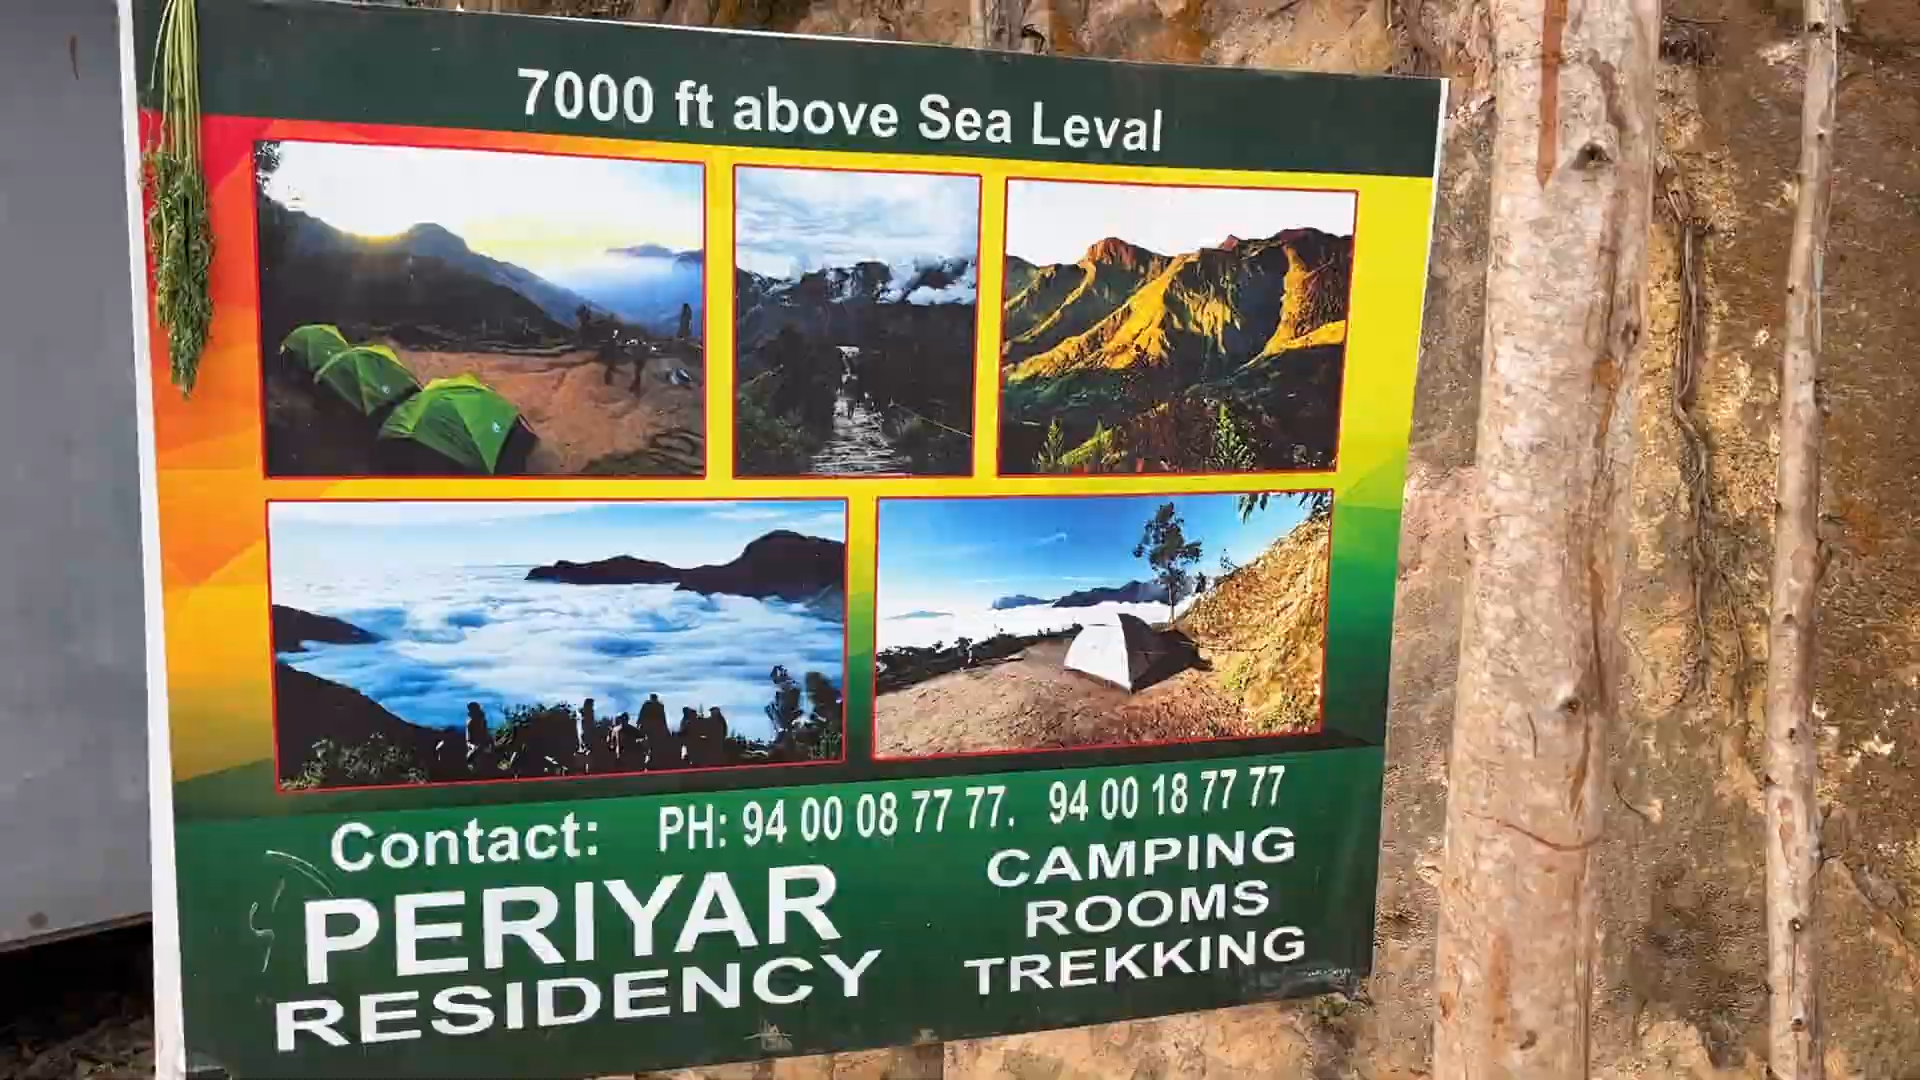 7000 ft above Sea Leval
Contact: PH: 94 00 08 77 77. 94 00 18 77 77
PERIYAR
RESIDENCY
CAMPING
ROOMS
TREKKING